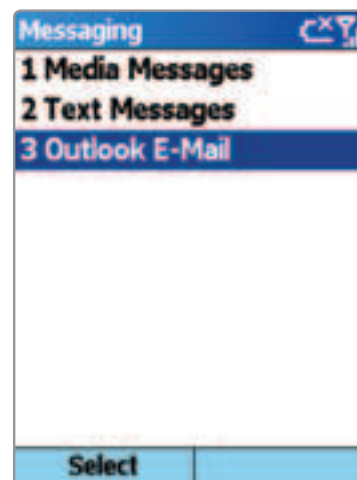 Messaging
1 Media Messages
2 Text Messages
3 Outlook E-Mail
Select